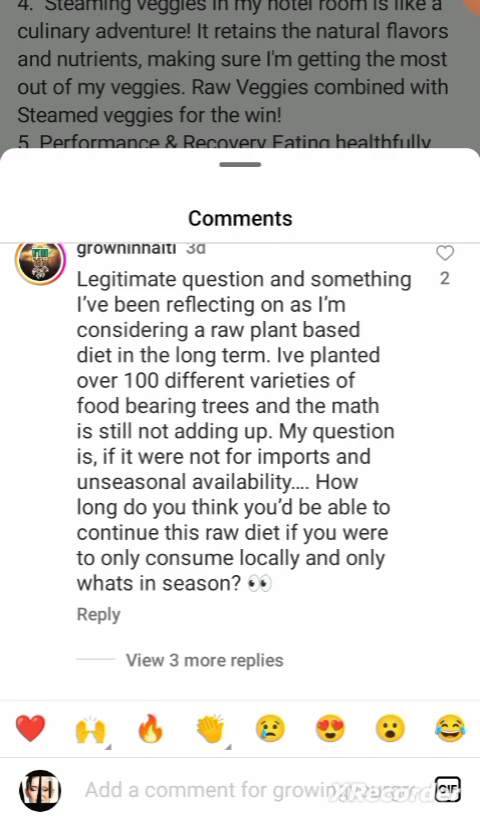 4. Steaming veggies in my hotel room is like a
culinary adventure! It retains the natural flavors
and nutrients, making sure I'm getting the most
out of my veggies. Raw Veggies combined with
Steamed veggies for the win!
5. Performance & Recovery Eating healthfully
Comments
growninhaiti 3d
Legitimate question and something
I've been reflecting on as I'm
considering a raw plant based
diet in the long term. Ive planted
over 100 different varieties of
food bearing trees and the math
is still not adding up. My question
is, if it were not for imports and
unseasonal availability.... How
long do you think you'd be able to
continue this raw diet if you were
to only consume locally and only
whats in season? 👀
2
Reply
View 3 more replies
Add a comment for
XRecorder
GIF